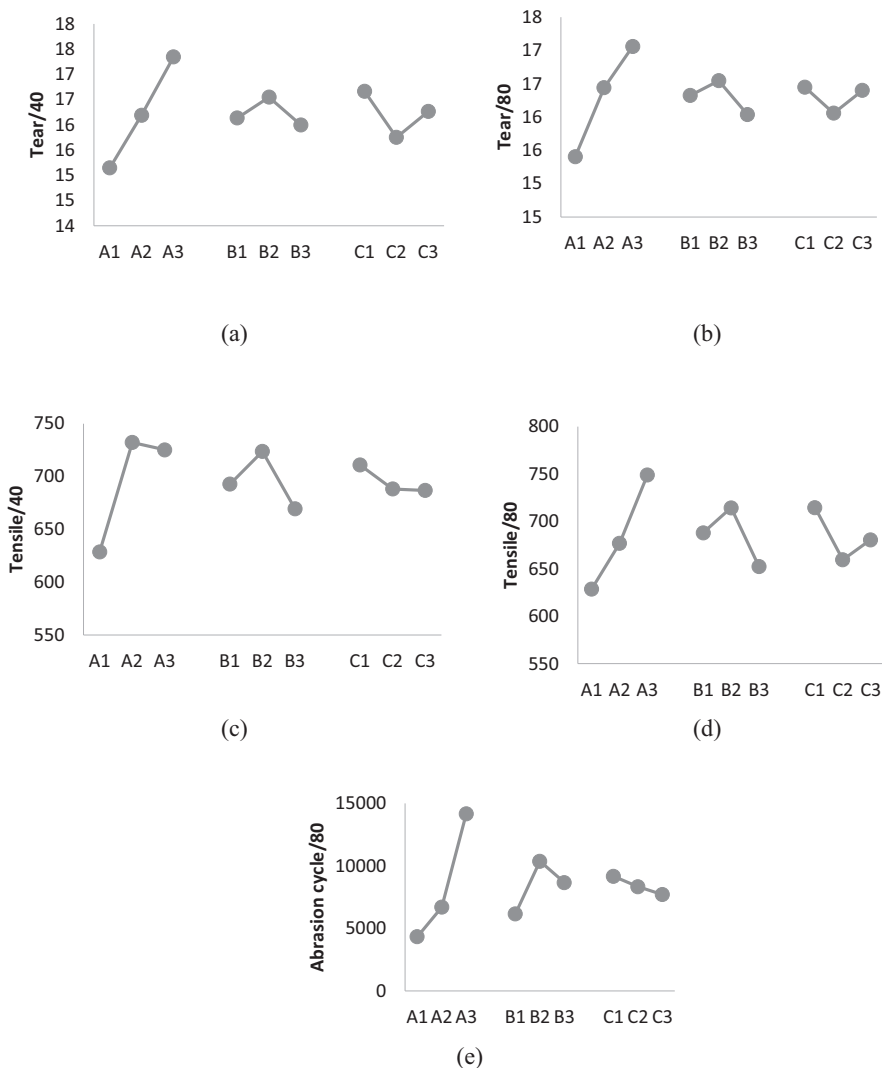 Tear/40
18
18
17
17
16
16
15
15
14
A1 A2 A3 B1 B2 B3 C1 C2 C3
(a)
Tear/80
18
17
17
16
16
15
15
A1 A2 A3 B1 B2 B3 C1 C2 C3
(b)
Tensile/40
750
700
650
600
550
A1 A2 A3 B1 B2 B3 C1 C2 C3
(c)
Tensile/80
800
750
700
650
600
550
A1 A2 A3 B1 B2 B3 C1 C2 C3
(d)
Abrasion cycle/80
15000
10000
5000
0
A1 A2 A3 B1 B2 B3 C1 C2 C3
(e)